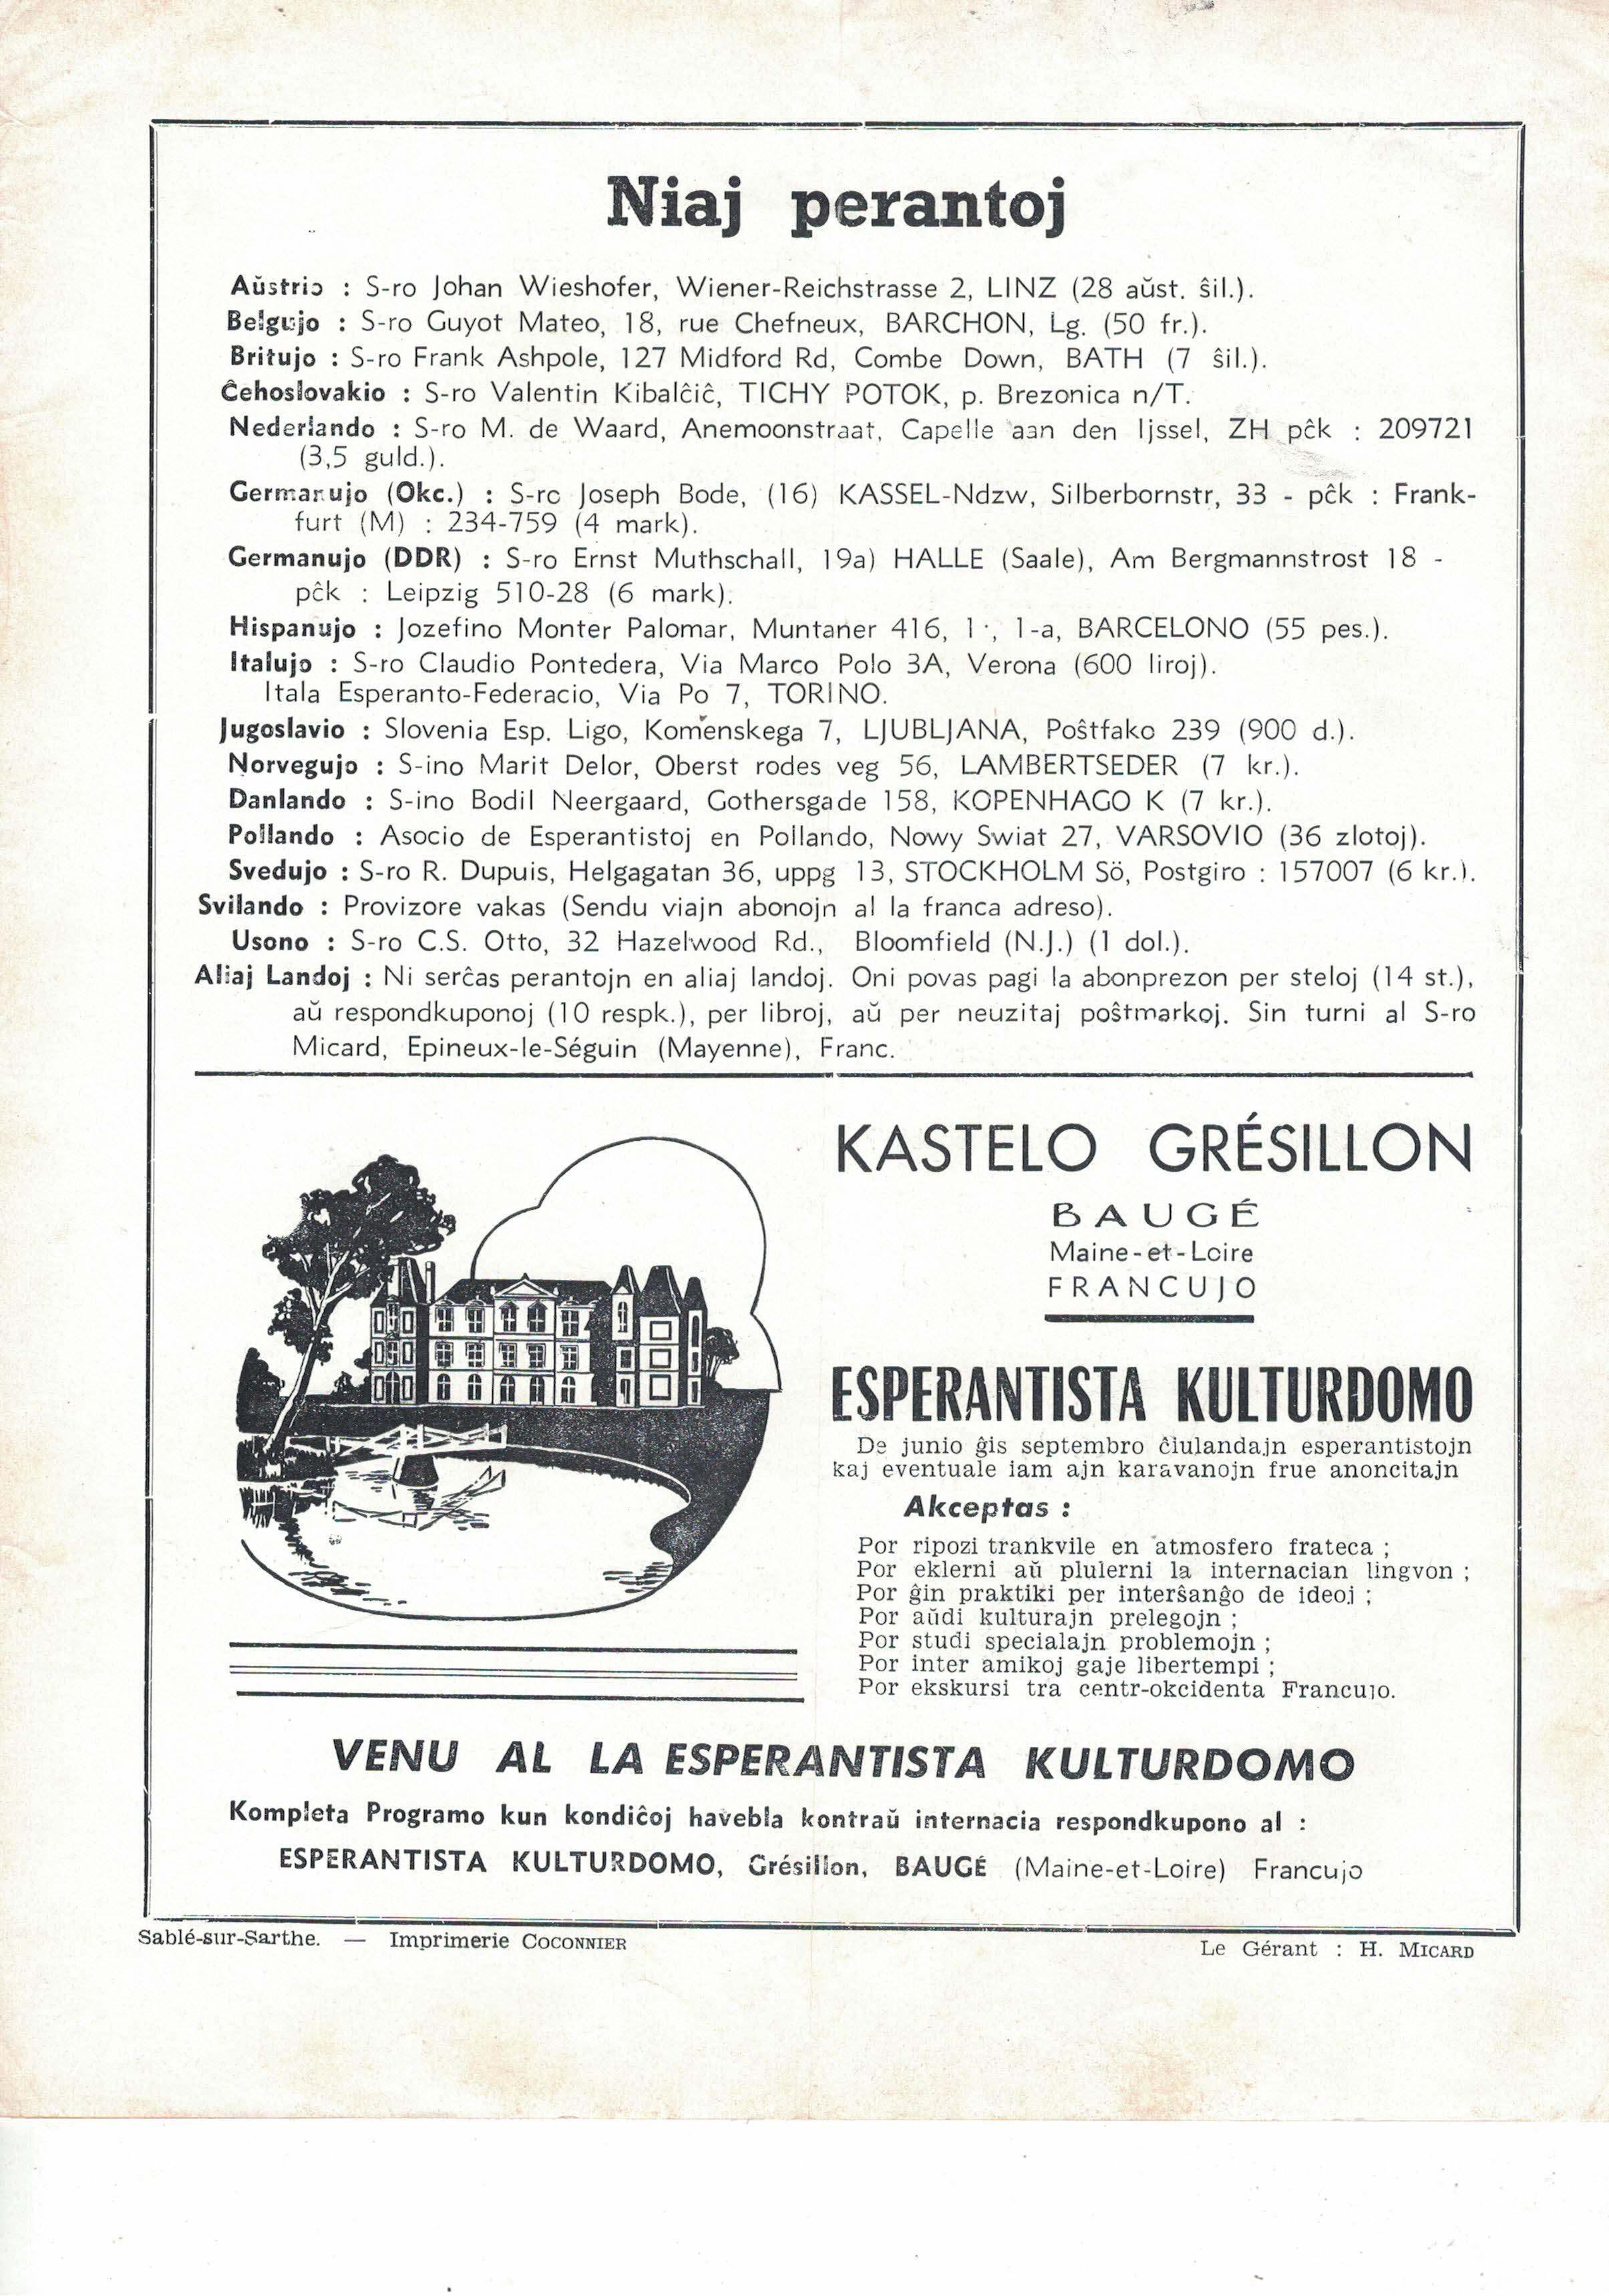 Niaj perantoj
Aŭstrio : S-ro Johan Wieshofer, Wiener-Reichstrasse 2, LINZ (28 aŭst. ŝil.).
Belgujo : S-ro Guyot Mateo, 18, rue Chefneux, BARCHON, Lg. (50 fr.).
Britujo : S-ro Frank Ashpole, 127 Midford Rd, Combe Down, BATH (7 ŝil.).
Ĉehoslovakio : S-ro Valentin Kibalĉiĉ, TICHY POTOK, p. Brezonica n/T.
Nederlando : S-ro M. de Waard, Anemoonstraat, Capelle aan den Ijssel, ZH pĉk : 209721
(3,5 guld.).
Germanujo (Okc.) : S-ro Joseph Bode, (16) KASSEL-Ndzw, Silberbornstr, 33 - pĉk : Frank-
furt (M) : 234-759 (4 mark).
Germanujo (DDR) : S-ro Ernst Muthschall, 19a) HALLE (Saale), Am Bergmannstrost 18 -
pĉk : Leipzig 510-28 (6 mark).
Hispanujo : Jozefino Monter Palomar, Muntaner 416, 1·, 1-a, BARCELONO (55 pes.).
Italujo : S-ro Claudio Pontedera, Via Marco Polo 3A, Verona (600 liroj).
Itala Esperanto-Federacio, Via Po 7, TORINO.
Jugoslavio : Slovenia Esp. Ligo, Komenskega 7, LJUBLJANA, Poŝtfako 239 (900 d.).
Norvegujo : S-ino Marit Delor, Oberst rodes veg 56, LAMBERTSEDER (7 kr.).
Danlando : S-ino Bodil Neergaard, Gothersgade 158, KOPENHAGO K (7 kr.).
Pollando : Asocio de Esperantistoj en Pollando, Nowy Swiat 27, VARSOVIO (36 zlotoj).
Svedujo : S-ro R. Dupuis, Helgagatan 36, uppg 13, STOCKHOLM Sö, Postgiro : 157007 (6 kr.).
Svilando : Provizore vakas (Sendu viajn abonojn al la franca adreso).
Usono : S-ro C.S. Otto, 32 Hazelwood Rd., Bloomfield (N.J.) (1 dol.).
Aliaj Landoj : Ni serĉas perantojn en aliaj landoj. Oni povas pagi la abonprezon per steloj (14 st.),
aŭ respondkuponoj (10 respk.), per libroj, aŭ per neuzitaj poŝtmarkoj. Sin turni al S-ro
Micard, Epineux-le-Séguin (Mayenne), Franc.
KASTELO GRÉSILLON
BAUGÉ
Maine-et-Loire
FRANCUJO
ESPERANTISTA KULTURDOMO
De junio ĝis septembro ĉiulandajn esperantistojn
kaj eventuale iam ajn karavanojn frue anoncitajn
Akceptas :
Por ripozi trankvile en atmosfero frateca ;
Por eklerni aŭ plulerni la internacian lingvon ;
Por ĝin praktiki per interŝanĝo de ideoj ;
Por aŭdi kulturajn prelegojn ;
Por studi specialajn problemojn ;
Por inter amikoj gaje libertempi ;
Por ekskursi tra centr-okcidenta Francujo.
VENU AL LA ESPERANTISTA KULTURDOMO
Kompleta Programo kun kondiĉoj havebla kontraŭ internacia respondkupono al :
ESPERANTISTA KULTURDOMO, Grésillon, BAUGÉ (Maine-et-Loire) Francujo
Sablé-sur-Sarthe. — Imprimerie COCONNIER
Le Gérant : H. MICARD